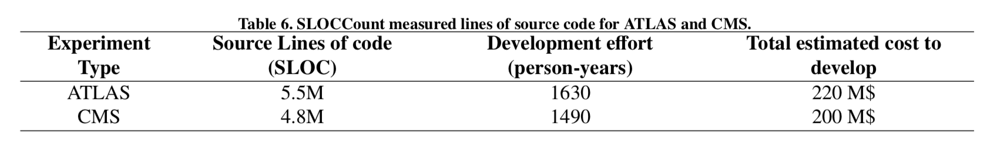 Table 6. SLOCCount measured lines of source code for ATLAS and CMS.
Experiment Type Source Lines of code (SLOC) Development effort (person-years) Total estimated cost to develop
ATLAS 5.5M 1630 220 M$
CMS 4.8M 1490 200 M$